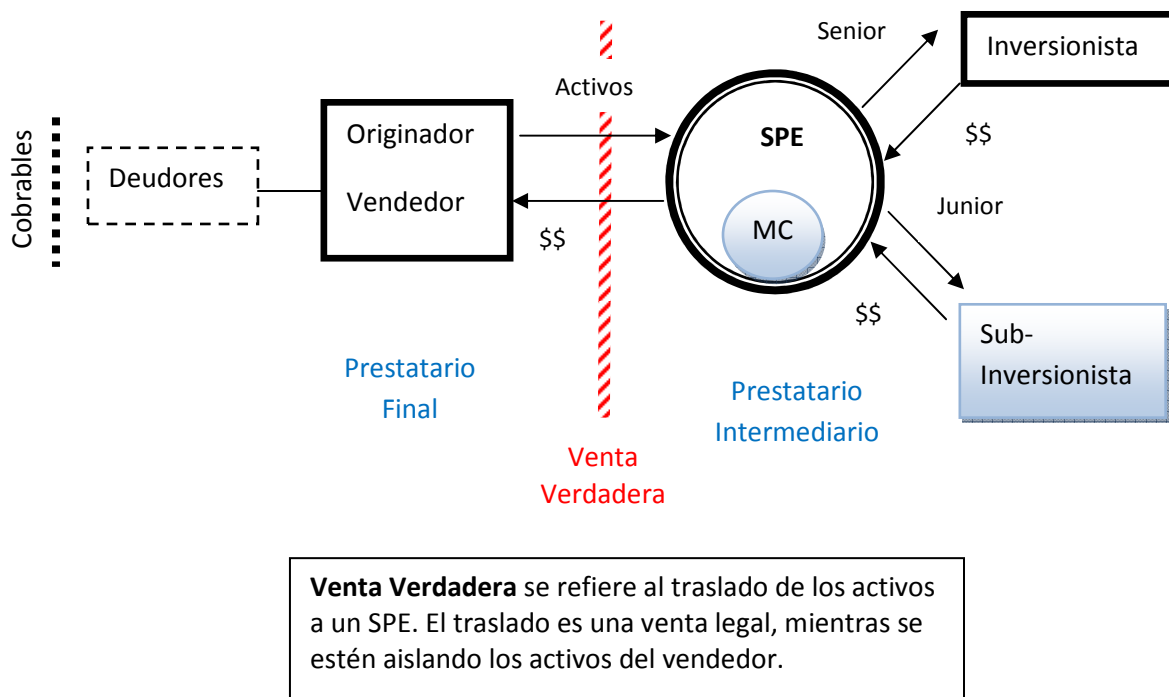 Cobrables
Deudores
Originador
Vendedor
Activos
$$
SPE
MC
Senior
Inversionista
$$
Junior
$$
Sub-
Inversionista
Prestatario
Final
Prestatario
Intermediario
Venta
Verdadera
Venta Verdadera se refiere al traslado de los activos
a un SPE. El traslado es una venta legal, mientras se
estén aislando los activos del vendedor.